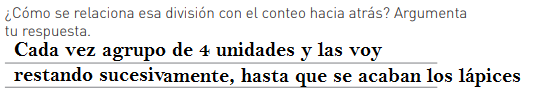 ¿Cómo se relaciona esa división con el conteo hacia atrás? Argumenta
tu respuesta.
Cada vez agrupo de 4 unidades y las voy
restando sucesivamente, hasta que se acaban los lápices